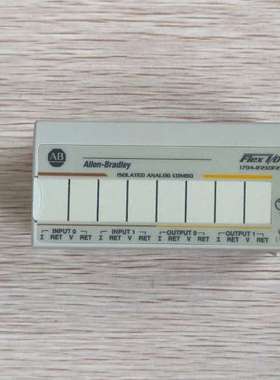 AB
Allen-Bradley
Flex I/O
ISOLATED ANALOG COMBO
INPUT 0 INPUT 1 OUTPUT 0 OUTPUT 1
I RET V RET I RET V RET I RET V RET I RET V RET